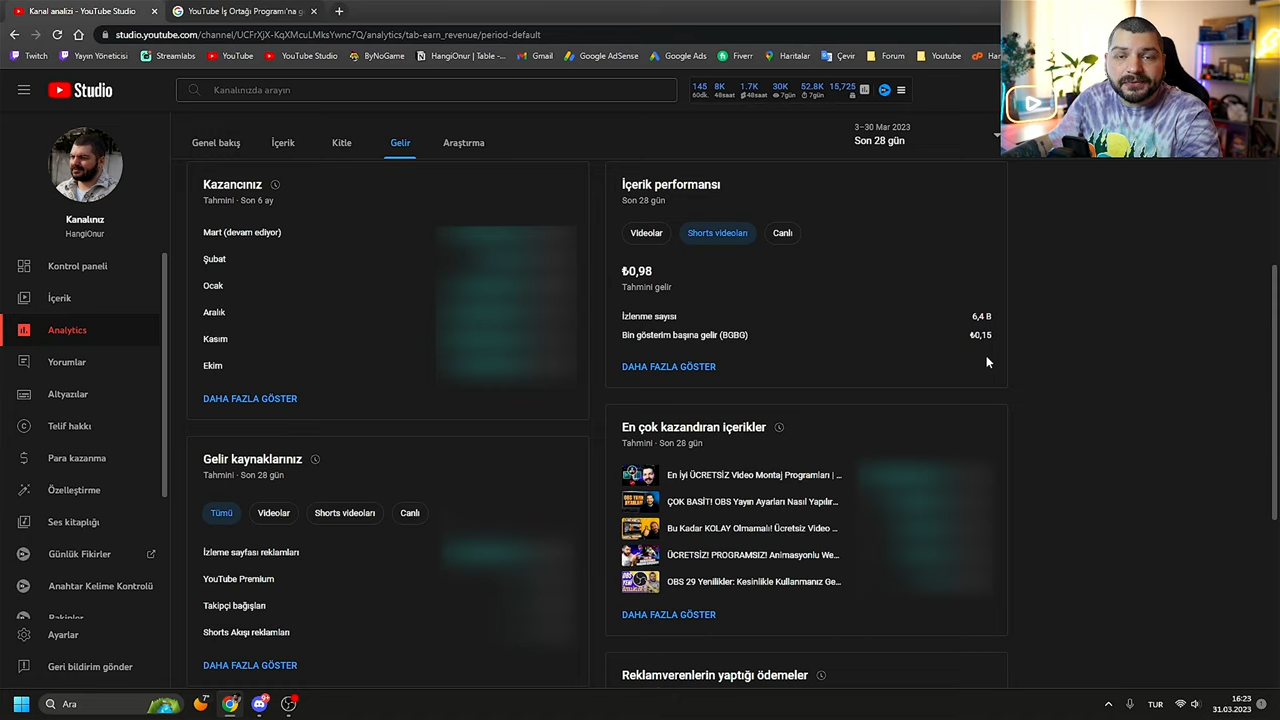 Kanal analizi - YouTube Studio
YouTube İş Ortağı Programı'na g
studio.youtube.com/channel/UCFrXjX-KqXMcuLMksYwnc7Q/analytics/tab-earn_revenue/period-default
Twitch
Yayın Yöneticisi
Streamlabs
YouTube
YouTube Studio
ByNoGame
HangiOnur | Table -...
Gmail
Google AdSense
Google Ads
Fiverr
Haritalar
Çevir
Forum
Youtube
Studio
Kanalınızda arayın
145 8K 1.7K 30K 52.8K 15,725
60dk. 48saat 48saat 7gün 7gün
Genel bakış
İçerik
Kitle
Gelir
Araştırma
3–30 Mar 2023
Son 28 gün
Kanalınız
HangiOnur
Kontrol paneli
İçerik
Analytics
Yorumlar
Altyazılar
Telif hakkı
Para kazanma
Özelleştirme
Ses kitaplığı
Günlük Fikirler
Anahtar Kelime Kontrolü
Ayarlar
Geri bildirim gönder
Kazancınız
Tahmini · Son 6 ay
Mart (devam ediyor)
Şubat
Ocak
Aralık
Kasım
Ekim
DAHA FAZLA GÖSTER
Gelir kaynaklarınız
Tahmini · Son 28 gün
Tümü
Videolar
Shorts videoları
Canlı
İzleme sayfası reklamları
YouTube Premium
Takipçi bağışları
Shorts Akışı reklamları
DAHA FAZLA GÖSTER
İçerik performansı
Son 28 gün
Videolar
Shorts videoları
Canlı
₺0,98
Tahmini gelir
İzlenme sayısı 6,4 B
Bin gösterim başına gelir (BGBG) ₺0,15
DAHA FAZLA GÖSTER
En çok kazandıran içerikler
Tahmini · Son 28 gün
En İyi ÜCRETSİZ Video Montaj Programları | ...
ÇOK BASİT! OBS Yayın Ayarları Nasıl Yapılır...
Bu Kadar KOLAY Olmamalı! Ücretsiz Video ...
ÜCRETSİZ! PROGRAMSIZ! Animasyonlu We...
OBS 29 Yenilikler: Kesinlikle Kullanmanız Ge...
DAHA FAZLA GÖSTER
Reklamverenlerin yaptığı ödemeler
Ara
TUR
16:23
31.03.2023